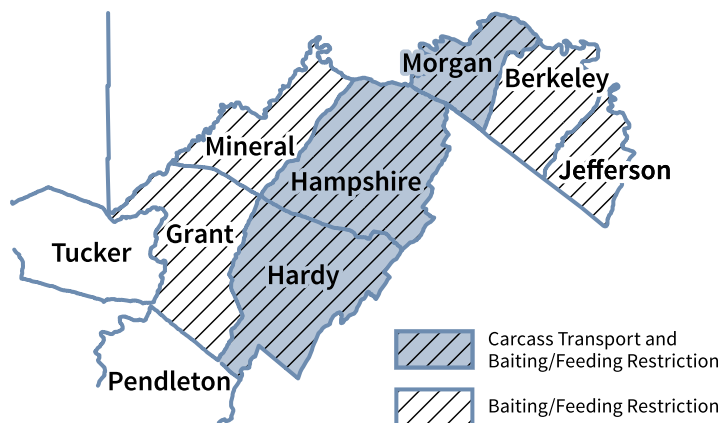 Morgan
Berkeley
Mineral
Jefferson
Hampshire
Grant
Tucker
Hardy
Carcass Transport and
Baiting/Feeding Restriction
Pendleton
Baiting/Feeding Restriction